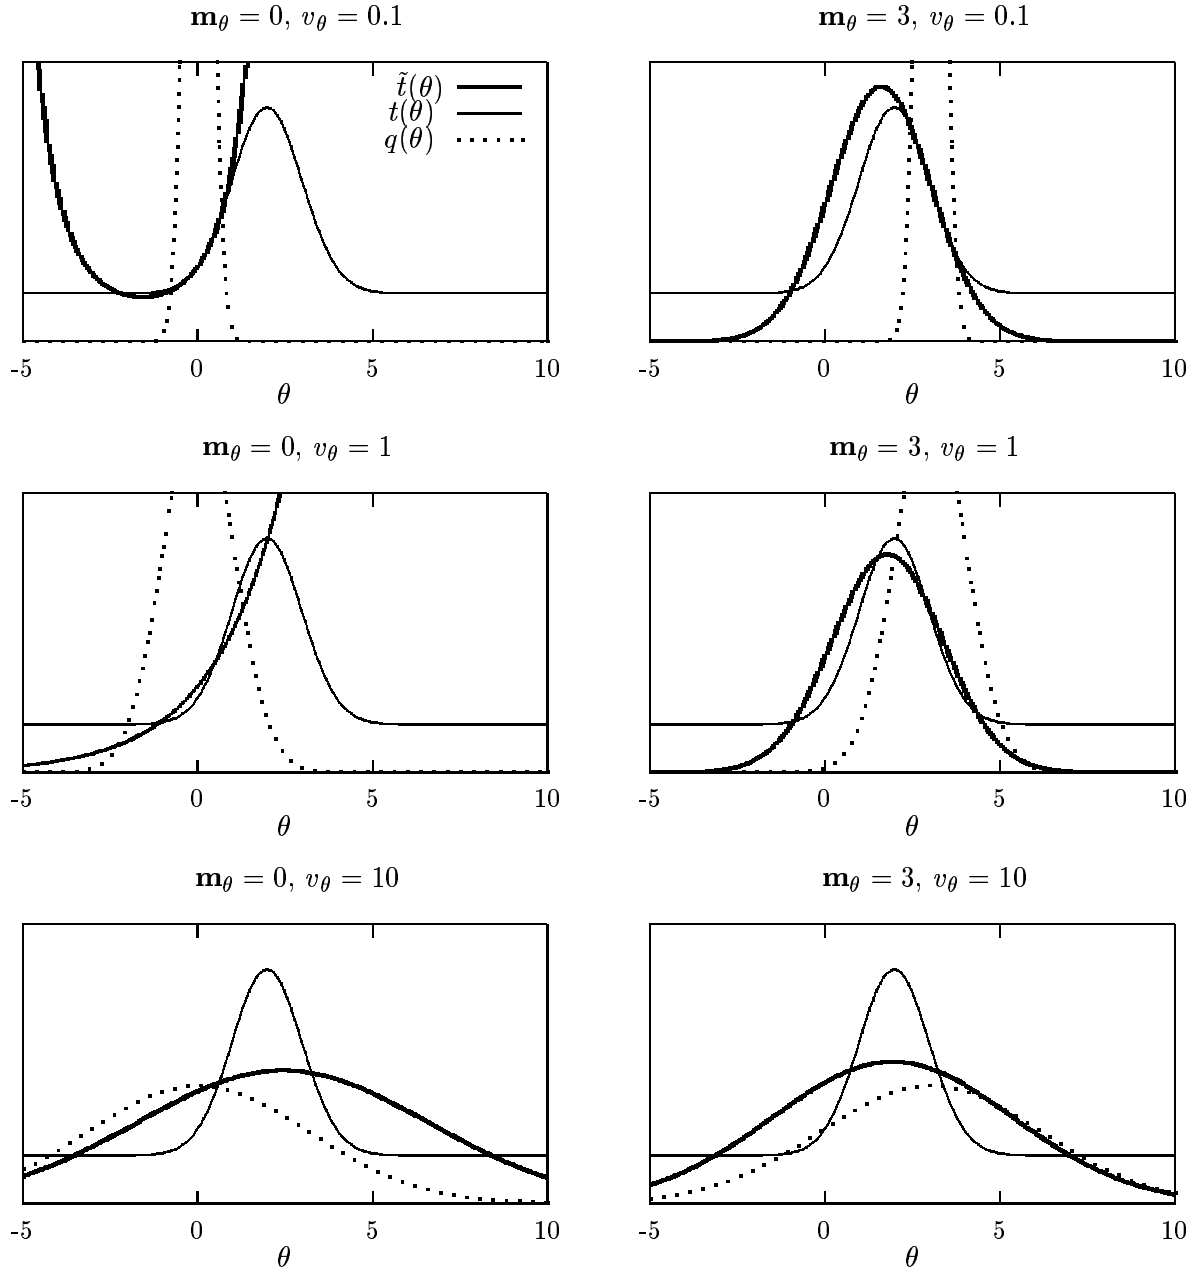 m_θ = 0, v_θ = 0.1
m_θ = 3, v_θ = 0.1
t̃(θ)
t(θ)
q(θ)
-5 0 5 10
θ
-5 0 5 10
θ
m_θ = 0, v_θ = 1
m_θ = 3, v_θ = 1
-5 0 5 10
θ
-5 0 5 10
θ
m_θ = 0, v_θ = 10
m_θ = 3, v_θ = 10
-5 0 5 10
θ
-5 0 5 10
θ